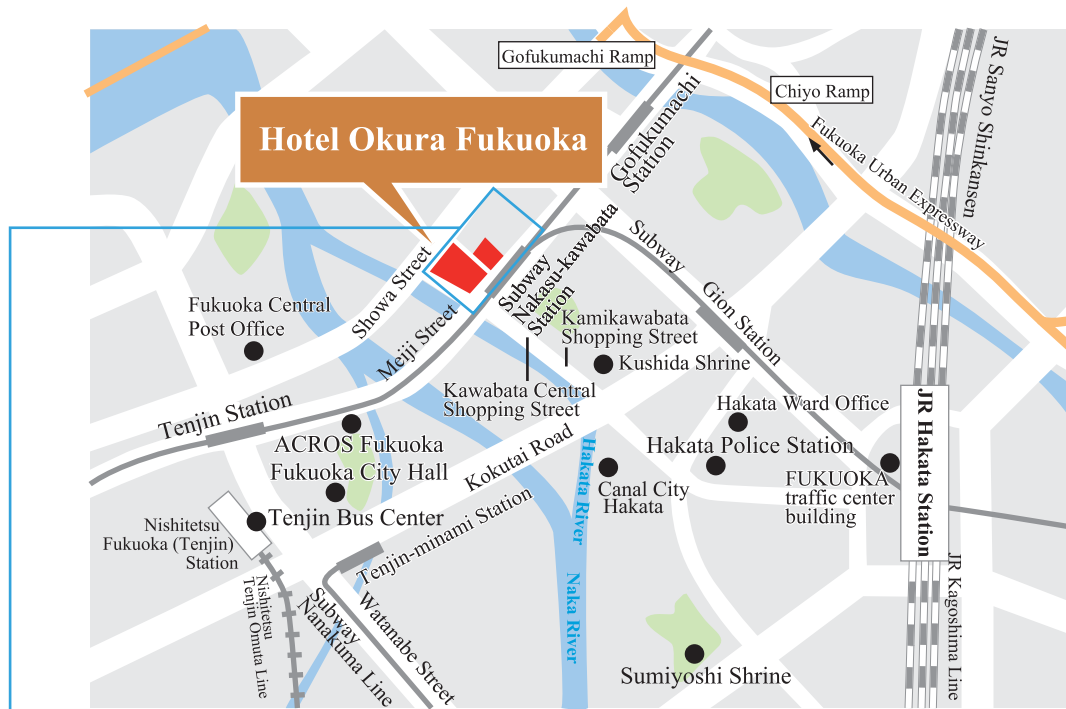 Gofukumachi Ramp
Chiyo Ramp
JR Sanyo Shinkansen
Hotel Okura Fukuoka
Gofukumachi
Station
Fukuoka Urban Expressway
Subway
Gion Station
Showa Street
Subway
Nakasu-kawabata
Station
Fukuoka Central
Post Office
Meiji Street
Kamikawabata
Shopping Street
Kushida Shrine
Kawabata Central
Shopping Street
Tenjin Station
Hakata Ward Office
JR Hakata Station
ACROS Fukuoka
Fukuoka City Hall
Kokutai Road
Hakata River
Hakata Police Station
Canal City
Hakata
FUKUOKA
traffic center
building
Tenjin Bus Center
Nishitetsu
Fukuoka (Tenjin)
Station
Tenjin-minami Station
Nishitetsu
Tenjin Omuta Line
Subway
Nanakuma Line
Watanabe Street
Naka River
JR Kagoshima Line
Sumiyoshi Shrine